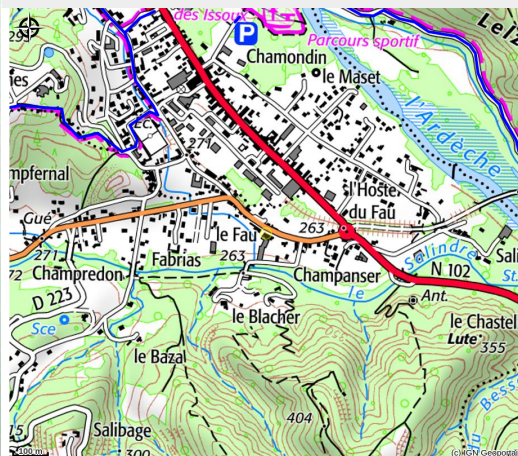 des Issoux
P
Parcours sportif
Chamondin
le Maset
l'Ardèche
271
l'Hoste
du Fau
mpfernal
Gué
le Fau
263
263
Salindre
271
Fabrias
Champredon
Champanser
le
N 102
72
D 223
Ant.
le Blacher
le Chastel
Sce
Lute
355
le Bazal
404
Salibage
300
100 m
(c) IGN Geoportail